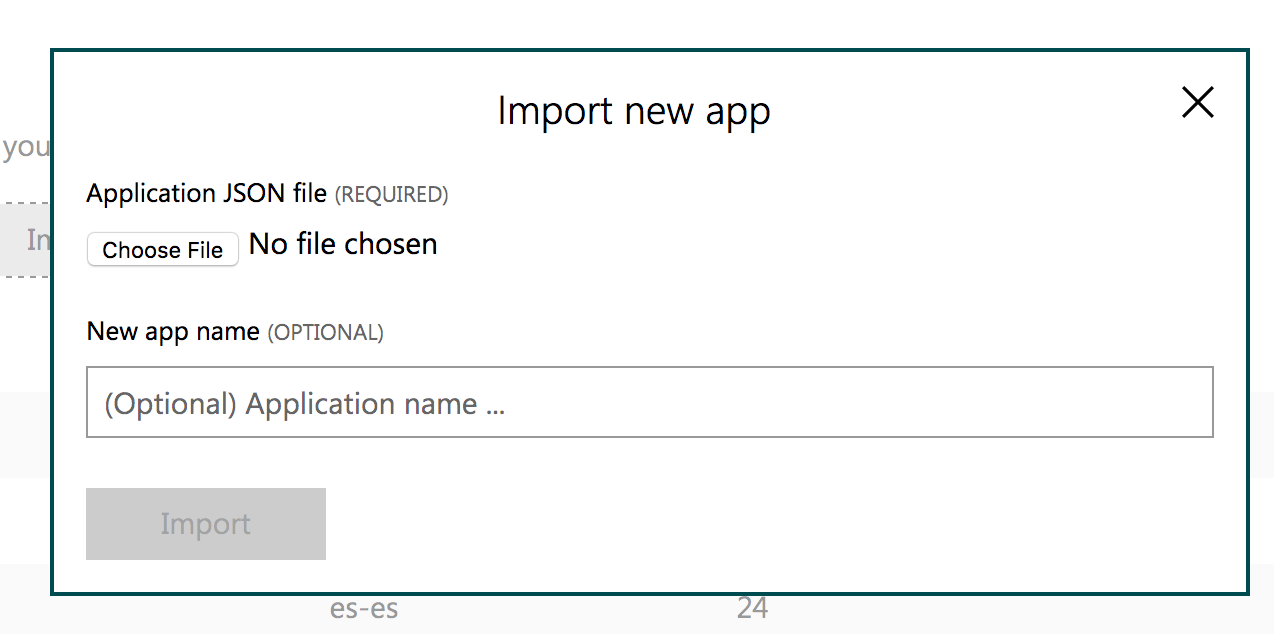 Import new app
you
Application JSON file (REQUIRED)
Im
Choose File No file chosen
New app name (OPTIONAL)
(Optional) Application name ...
Import
es-es 24